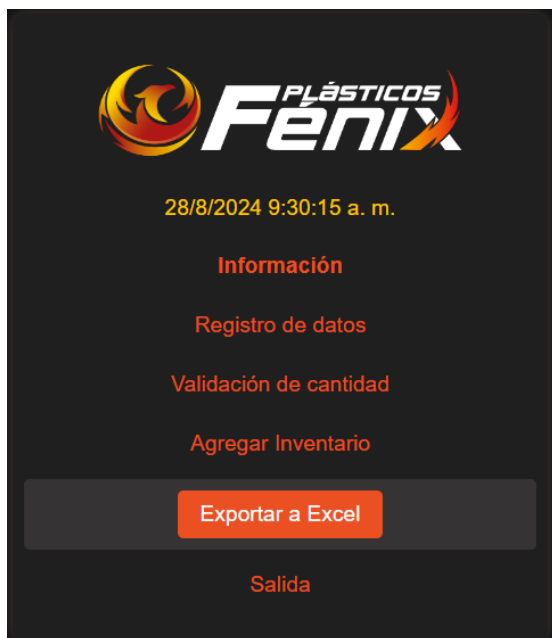 PLÁSTICOS
Fénix
28/8/2024 9:30:15 a. m.
Información
Registro de datos
Validación de cantidad
Agregar Inventario
Exportar a Excel
Salida